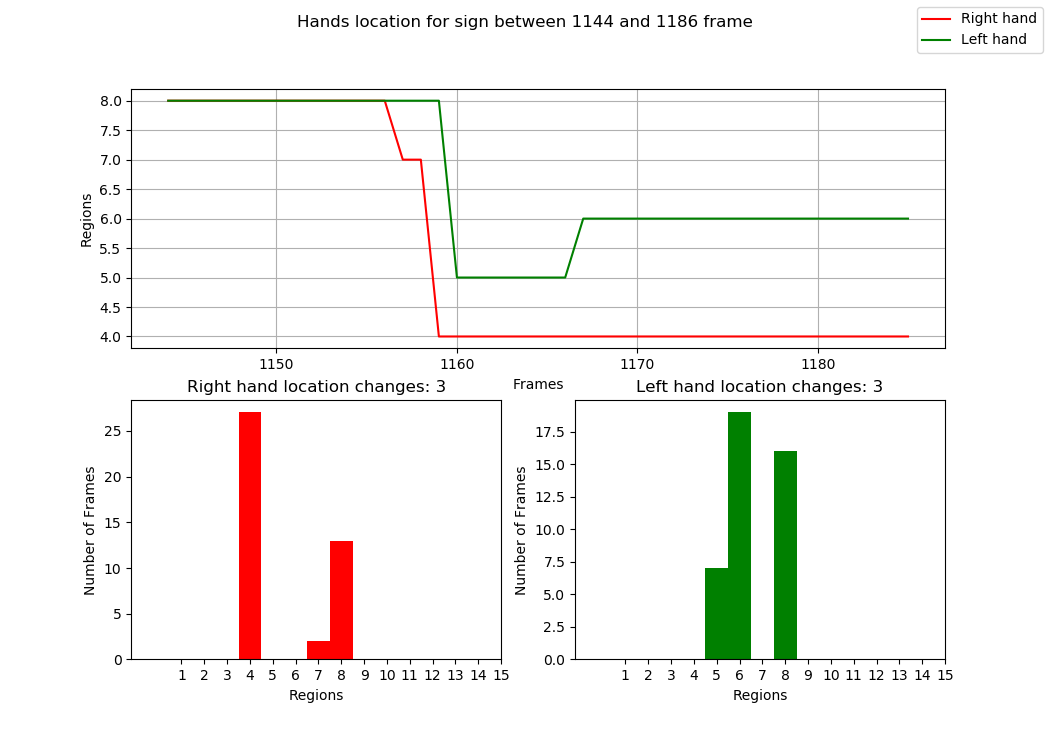 Hands location for sign between 1144 and 1186 frame
Right hand
Left hand
8.0
7.5
7.0
6.5
6.0
5.5
5.0
4.5
4.0
Regions
1150 1160 1170 1180
Frames
Right hand location changes: 3
25
20
15
10
5
0
Number of Frames
1 2 3 4 5 6 7 8 9 10 11 12 13 14 15
Regions
Left hand location changes: 3
17.5
15.0
12.5
10.0
7.5
5.0
2.5
0.0
Number of Frames
1 2 3 4 5 6 7 8 9 10 11 12 13 14 15
Regions